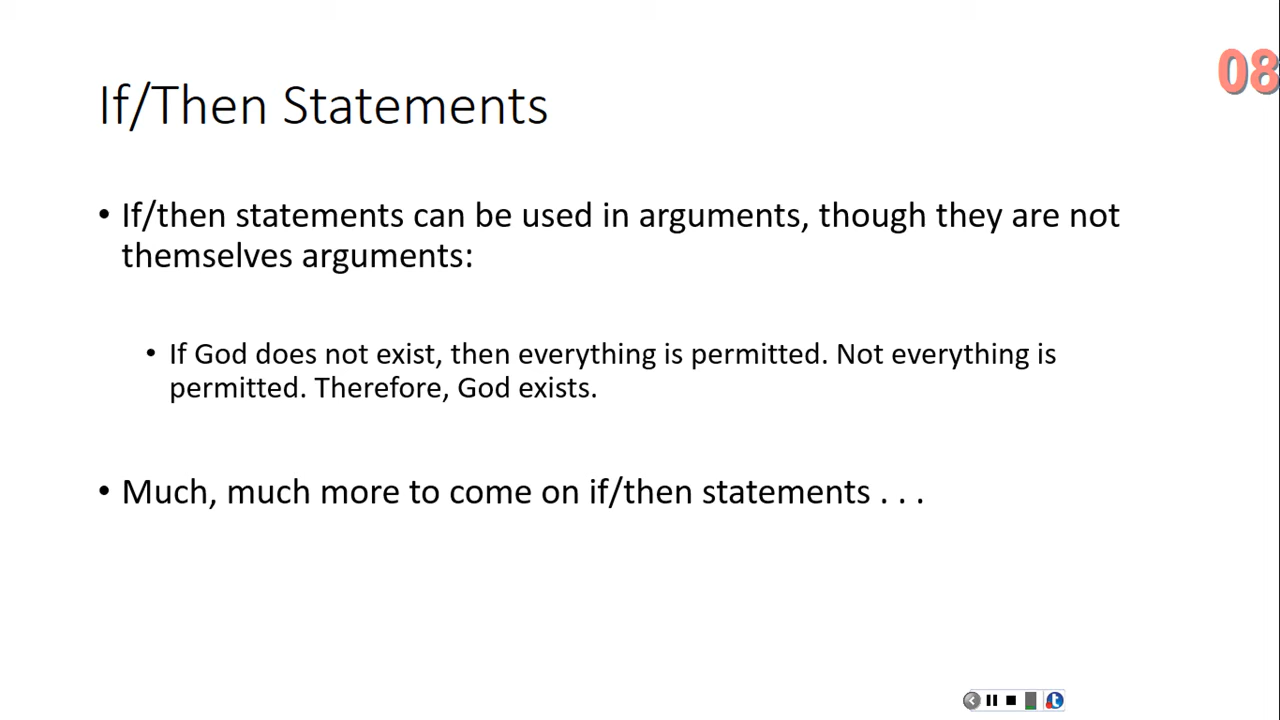 08
If/Then Statements
• If/then statements can be used in arguments, though they are not
themselves arguments:
• If God does not exist, then everything is permitted. Not everything is
permitted. Therefore, God exists.
• Much, much more to come on if/then statements . . .
t